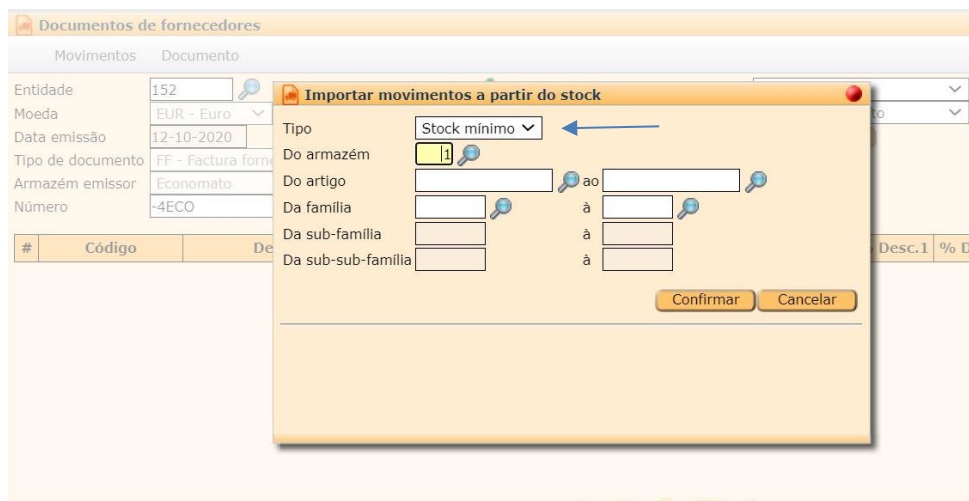 Documentos de fornecedores
Movimentos Documento
Entidade 152
Moeda EUR - Euro
Data emissão 12-10-2020
Tipo de documento FF - Factura forne
Armazém emissor Economato
Número -4ECO
# Código De Desc.1 % D
Importar movimentos a partir do stock
Tipo Stock mínimo
Do armazém 1
Do artigo ao
Da família à
Da sub-família à
Da sub-sub-família à
Confirmar Cancelar